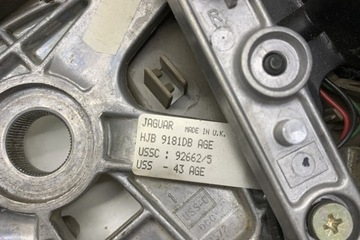 JAGUAR MADE IN U.K.
HJB 9181DB AGE
USSC : 92662/5
USS - 43 AGE